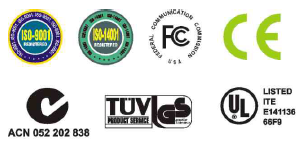 ISO-9001
REGISTERED
ISO-14001
REGISTERED
FEDERAL COMMUNICATION COMMISSION
USA
FC
CE
ACN 052 202 838
TÜV
PRODUCT SERVICE
GS
UL
LISTED
ITE
E141136
66F9